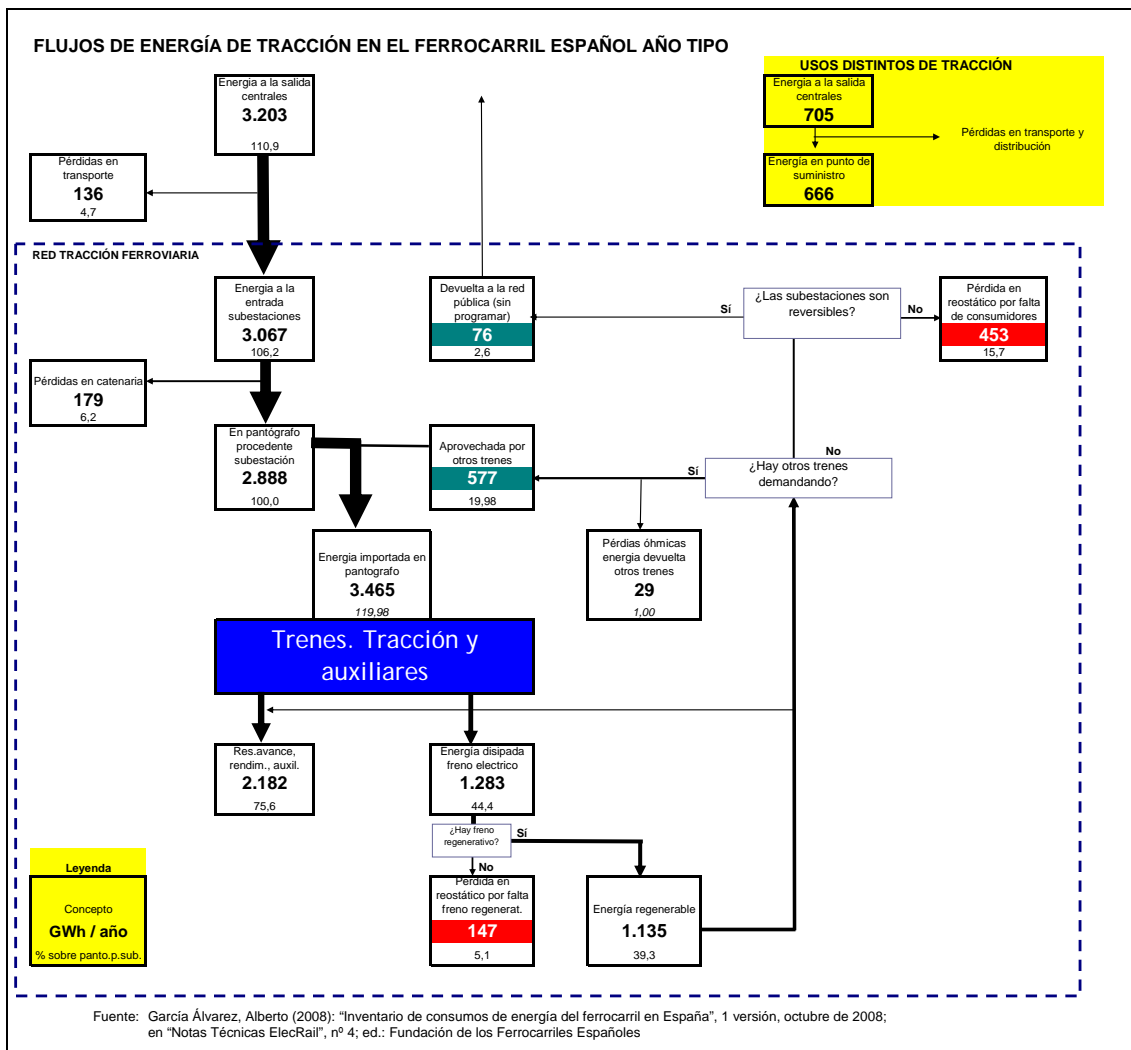 FLUJOS DE ENERGÍA DE TRACCIÓN EN EL FERROCARRIL ESPAÑOL AÑO TIPO
USOS DISTINTOS DE TRACCIÓN
Energia a la salida
centrales
3.203
110,9
Energia a la salida
centrales
705
Pérdidas en transporte y
distribución
Energía en punto de
suministro
666
Pérdidas en
transporte
136
4,7
RED TRACCIÓN FERROVIARIA
Energia a la
entrada
subestaciones
3.067
106,2
Devuelta a la red
pública (sin
programar)
76
2,6
Sí
¿Las subestaciones son
reversibles?
No
Pérdida en
reostático por falta
de consumidores
453
15,7
Pérdidas en catenaria
179
6,2
En pantógrafo
procedente
subestación
2.888
100,0
Aprovechada por
otros trenes
577
19,98
Sí
No
¿Hay otros trenes
demandando?
Energia importada en
pantografo
3.465
119,98
Pérdias óhmicas
energia devuelta
otros trenes
29
1,00
Trenes. Tracción y
auxiliares
Res.avance,
rendim., auxil.
2.182
75,6
Energía disipada
freno electrico
1.283
44,4
¿Hay freno
regenerativo?
Sí
No
Pérdida en
reostático por falta
freno regenerat.
147
5,1
Energía regenerable
1.135
39,3
Leyenda
Concepto
GWh / año
% sobre panto.p.sub.
Fuente: García Álvarez, Alberto (2008): “Inventario de consumos de energía del ferrocarril en España”, 1 versión, octubre de 2008;
en “Notas Técnicas ElecRail”, nº 4; ed.: Fundación de los Ferrocarriles Españoles